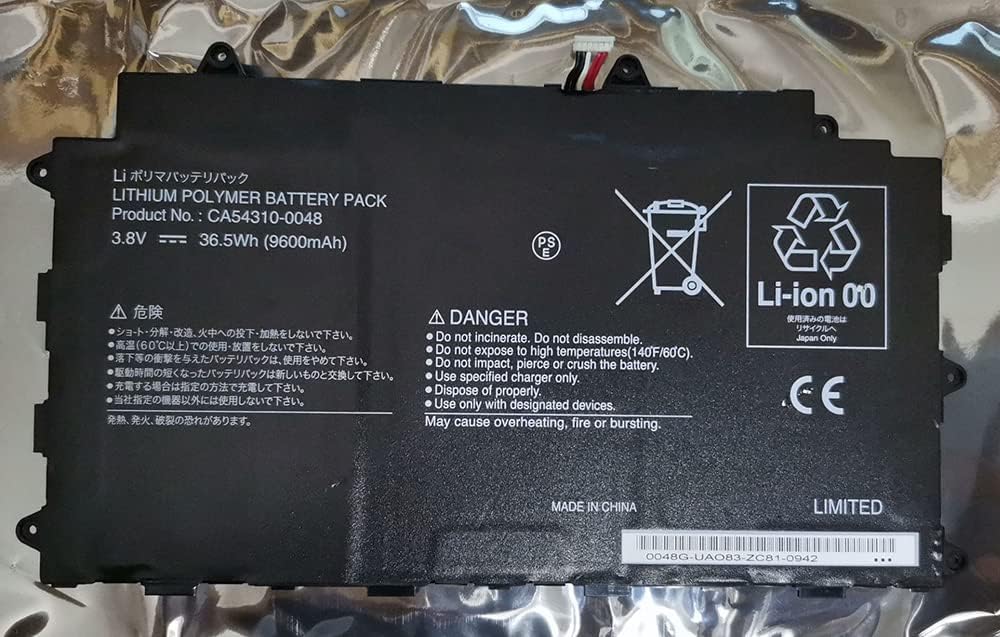 Li ポリマバッテリパック
LITHIUM POLYMER BATTERY PACK
Product No. : CA54310-0048
3.8V 36.5Wh (9600mAh)
PS
E
Li-ion 00
使用済みの電池は
リサイクルへ
Japan Only
⚠ 危険
●ショート・分解・改造、火中への投下・加熱をしないで下さい。
●高温(60℃以上)での使用・放置をしないで下さい。
●落下等の衝撃を与えたバッテリパックは、使用をやめて下さい。
●駆動時間の短くなったバッテリパックは新しいものと交換して下さい。
●充電する場合は指定の方法で充電して下さい。
●当社指定の機器以外には使用しないで下さい。
発熱、発火、破裂の恐れがあります。
⚠ DANGER
●Do not incinerate. Do not disassemble.
●Do not expose to high temperatures(140℉/60℃).
●Do not impact, pierce or crush the battery.
●Use specified charger only.
●Dispose of properly.
●Use only with designated devices.
May cause overheating, fire or bursting.
CE
MADE IN CHINA
LIMITED
0048G-UAO83-ZC81-0942